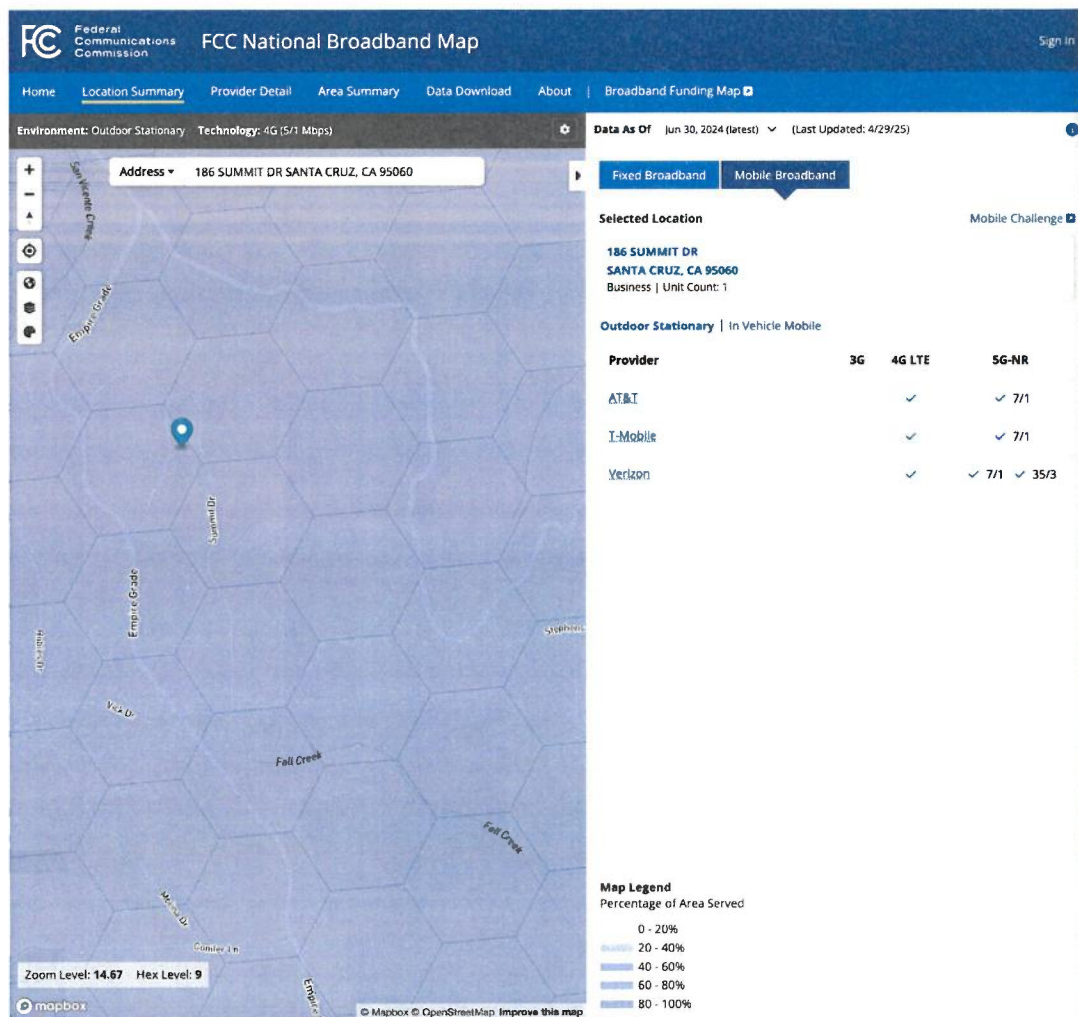 FCC Federal
Communications
Commission
FCC National Broadband Map
Sign in
Home Location Summary Provider Detail Area Summary Data Download About | Broadband Funding Map
Environment: Outdoor Stationary Technology: 4G (5/1 Mbps)
Data As Of Jun 30, 2024 (latest) (Last Updated: 4/29/25)
Address 186 SUMMIT DR SANTA CRUZ, CA 95060
Fixed Broadband Mobile Broadband
Selected Location Mobile Challenge
186 SUMMIT DR
SANTA CRUZ, CA 95060
Business | Unit Count: 1
Outdoor Stationary | In Vehicle Mobile
Provider 3G 4G LTE 5G-NR
AT&T ✓ ✓ 7/1
T-Mobile ✓ ✓ 7/1
Verizon ✓ ✓ 7/1 ✓ 35/3
San Vicente Creek
Empire Grade
Summit Dr
Empire Grade
Vick Dr
Fall Creek
Fall Creek
Conifer Ln
Empire
Map Legend
Percentage of Area Served
0 - 20%
20 - 40%
40 - 60%
60 - 80%
80 - 100%
Zoom Level: 14.67 Hex Level: 9
mapbox
© Mapbox © OpenStreetMap Improve this map